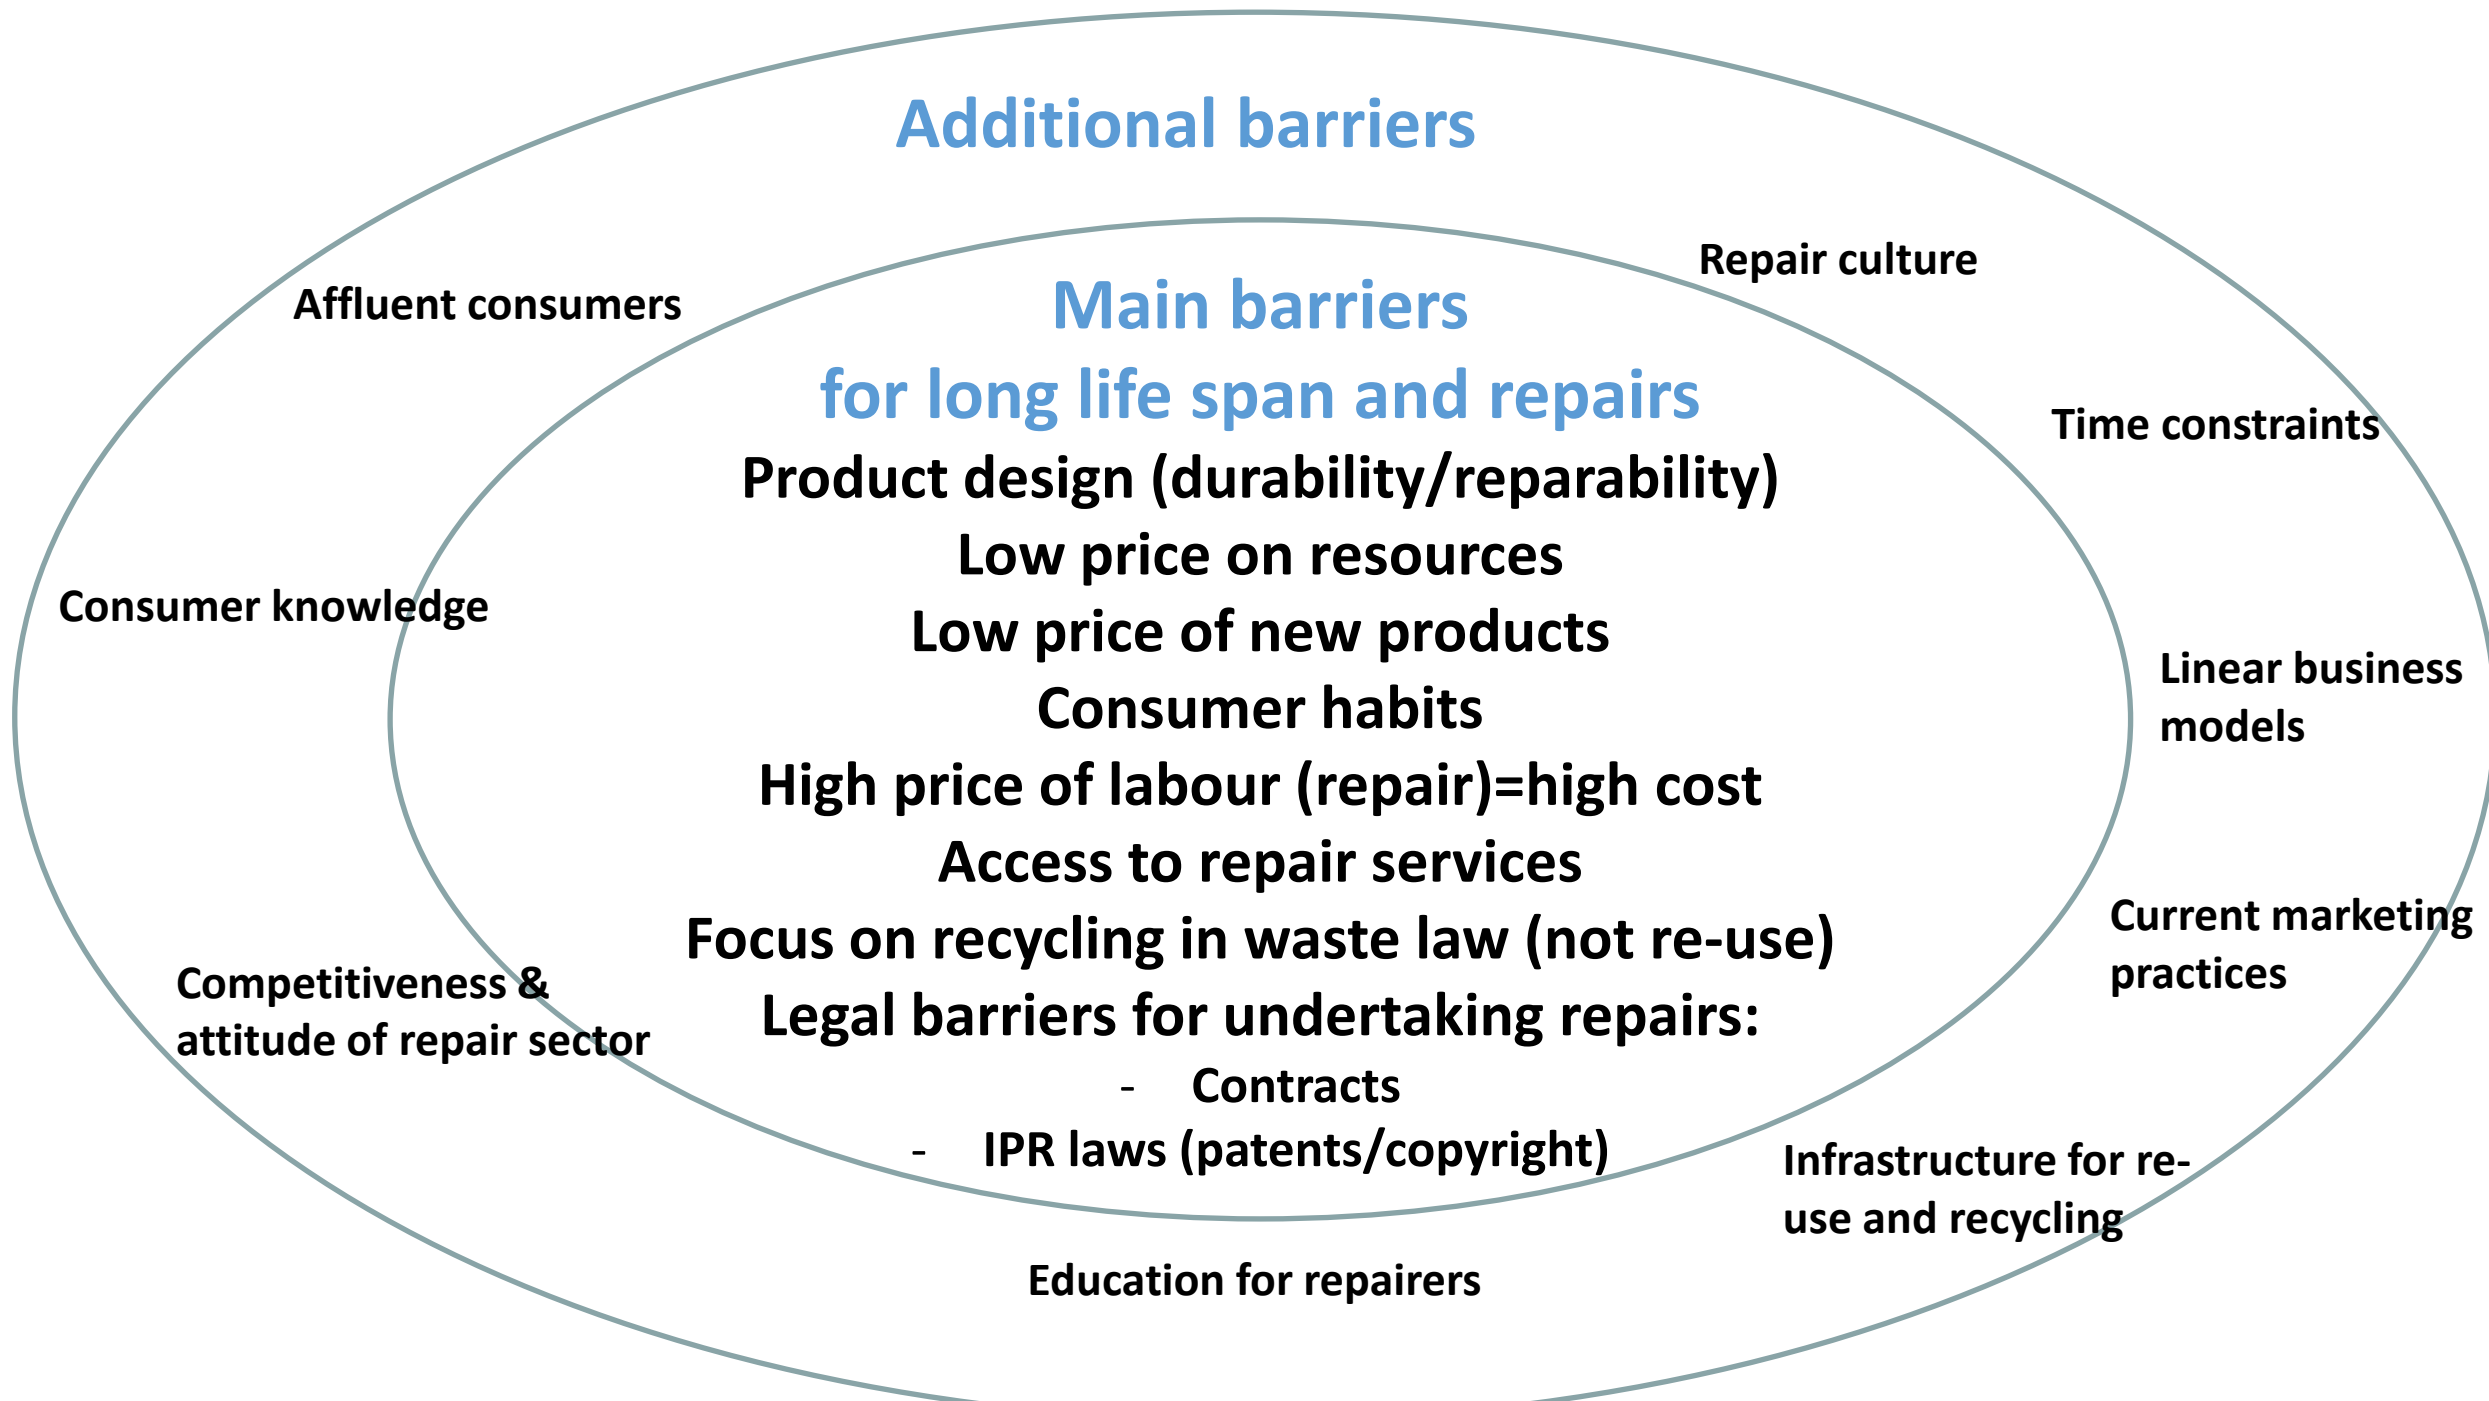 Additional barriers
Repair culture
Affluent consumers
Main barriers
for long life span and repairs
Time constraints
Product design (durability/reparability)
Low price on resources
Consumer knowledge
Low price of new products
Linear business
models
Consumer habits
High price of labour (repair)=high cost
Access to repair services
Current marketing
practices
Focus on recycling in waste law (not re-use)
Competitiveness &
attitude of repair sector
Legal barriers for undertaking repairs:
- Contracts
- IPR laws (patents/copyright)
Infrastructure for re-
use and recycling
Education for repairers